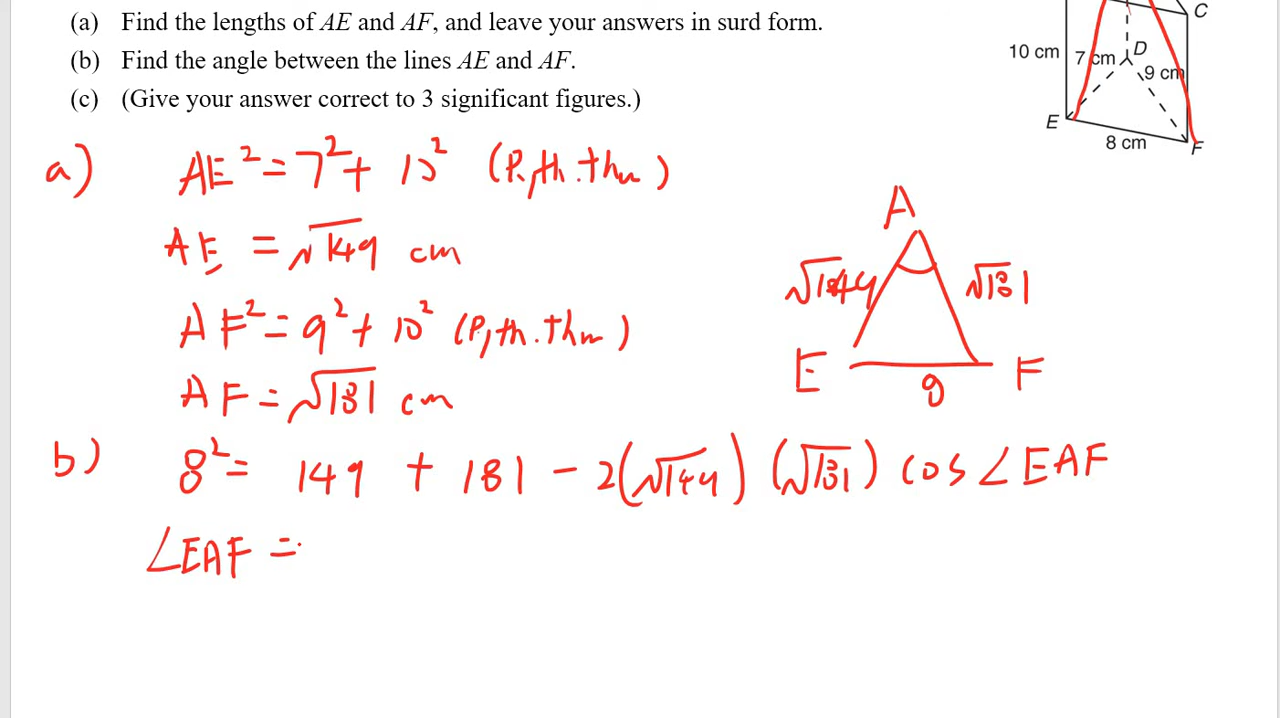 (a) Find the lengths of AE and AF, and leave your answers in surd form.
(b) Find the angle between the lines AE and AF.
(c) (Give your answer correct to 3 significant figures.)
C
10 cm
7 cm
D
9 cm
E
8 cm
F
a) AE² = 7² + 10² (Pyth. thm)
AE = √149 cm
AF² = 9² + 10² (Pyth. thm)
AF = √181 cm
A
√149
√181
E
8
F
b) 8² = 149 + 181 - 2(√149)(√181) cos∠EAF
∠EAF =